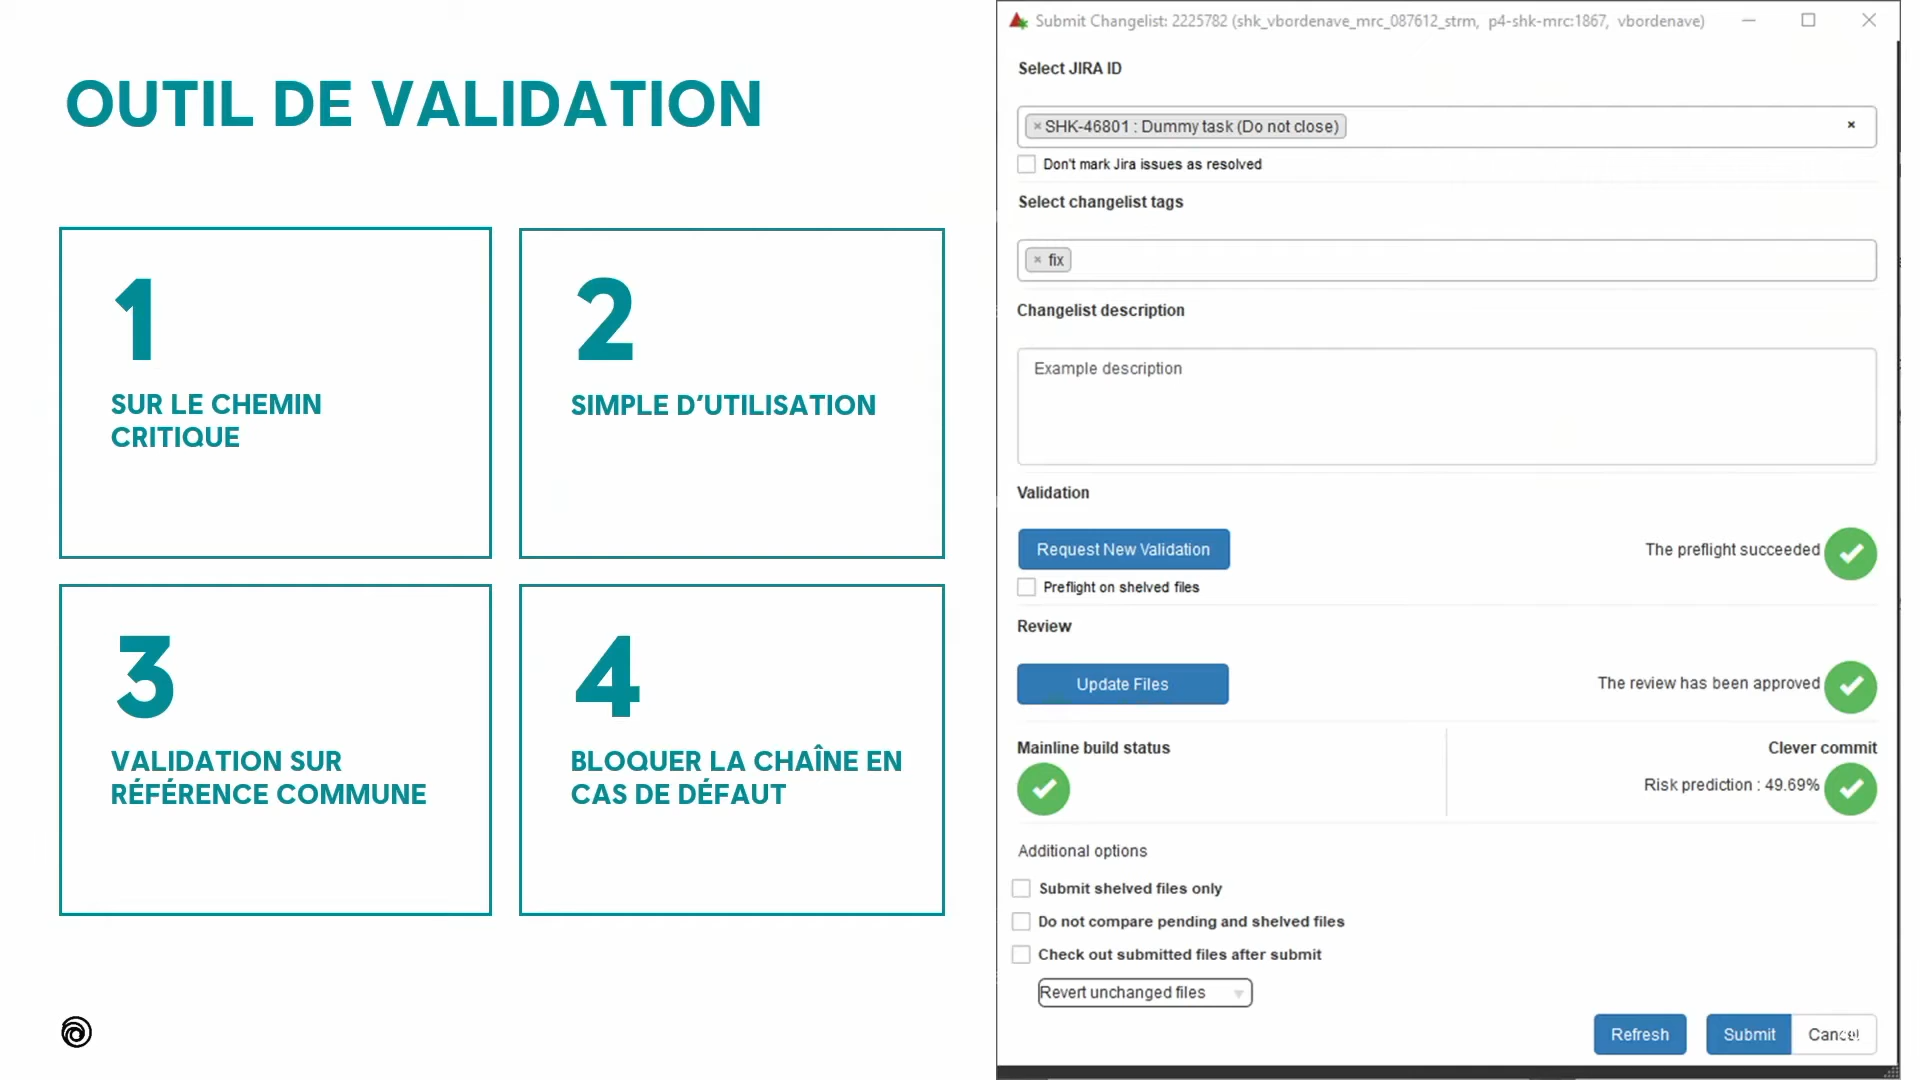 OUTIL DE VALIDATION
1
SUR LE CHEMIN
CRITIQUE
2
SIMPLE D’UTILISATION
3
VALIDATION SUR
RÉFÉRENCE COMMUNE
4
BLOQUER LA CHAÎNE EN
CAS DE DÉFAUT
Submit Changelist: 2225782 (shk_vbordenave_mrc_087612_strm, p4-shk-mrc:1867, vbordenave)
Select JIRA ID
× SHK-46801 : Dummy task (Do not close) ×
Don't mark Jira issues as resolved
Select changelist tags
× fix
Changelist description
Example description
Validation
Request New Validation The preflight succeeded
Preflight on shelved files
Review
Update Files The review has been approved
Mainline build status Clever commit
Risk prediction : 49.69%
Additional options
Submit shelved files only
Do not compare pending and shelved files
Check out submitted files after submit
Revert unchanged files
Refresh Submit Cancel